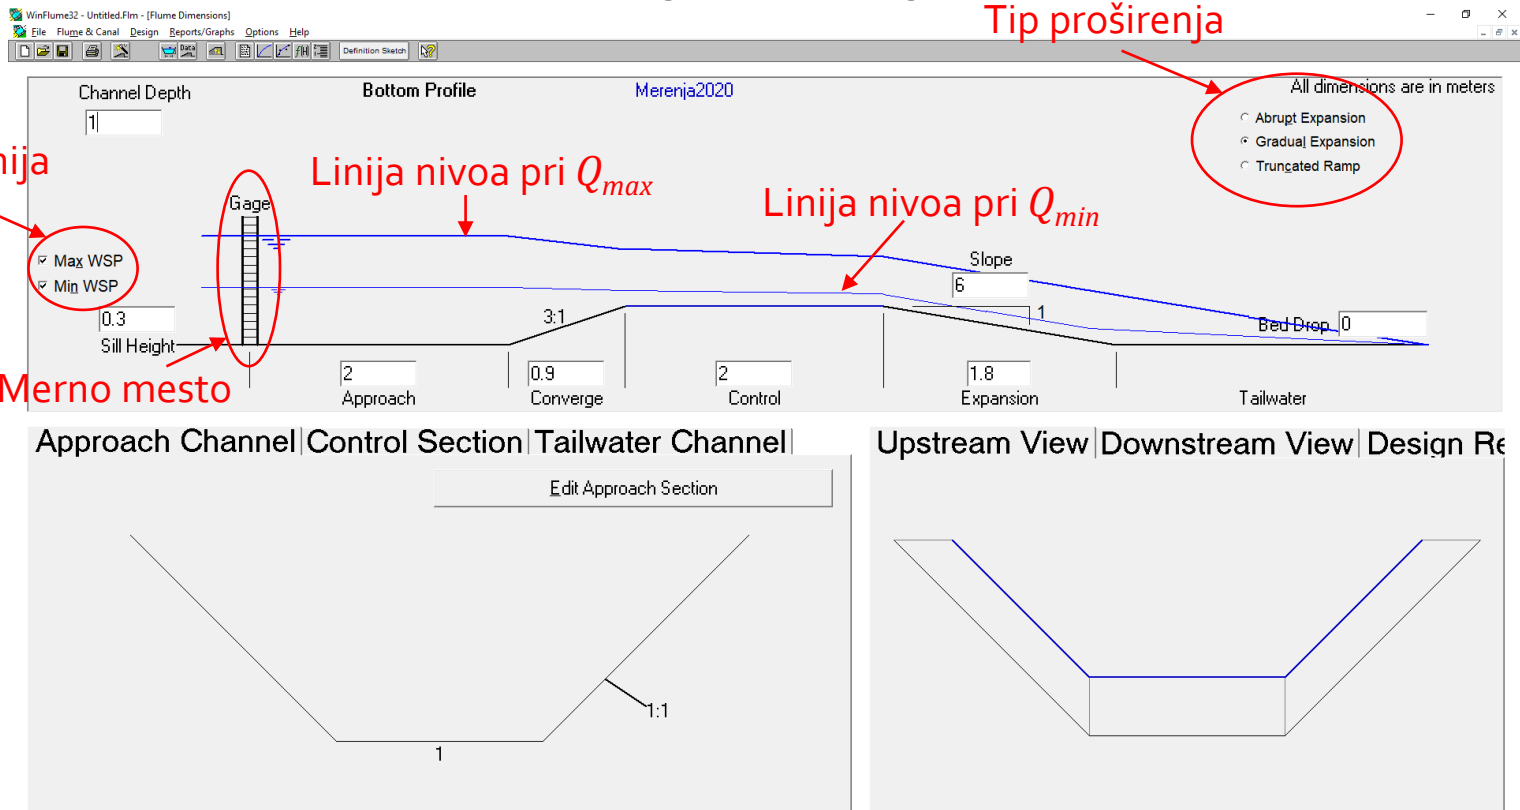 WinFlume32 - Untitled.Flm - [Flume Dimensions]
File Flume & Canal Design Reports/Graphs Options Help
Definition Sketch
Tip proširenja
Channel Depth
1
Bottom Profile
Merenja2020
All dimensions are in meters
Abrupt Expansion
Gradual Expansion
Truncated Ramp
nija
Linija nivoa pri Qmax
Linija nivoa pri Qmin
Gage
Max WSP
Min WSP
Slope
6
1
0.3
Sill Height
3:1
Bed Drop 0
Merno mesto
2
Approach
0.9
Converge
2
Control
1.8
Expansion
Tailwater
Approach Channel Control Section Tailwater Channel
Upstream View Downstream View Design Re
Edit Approach Section
1:1
1